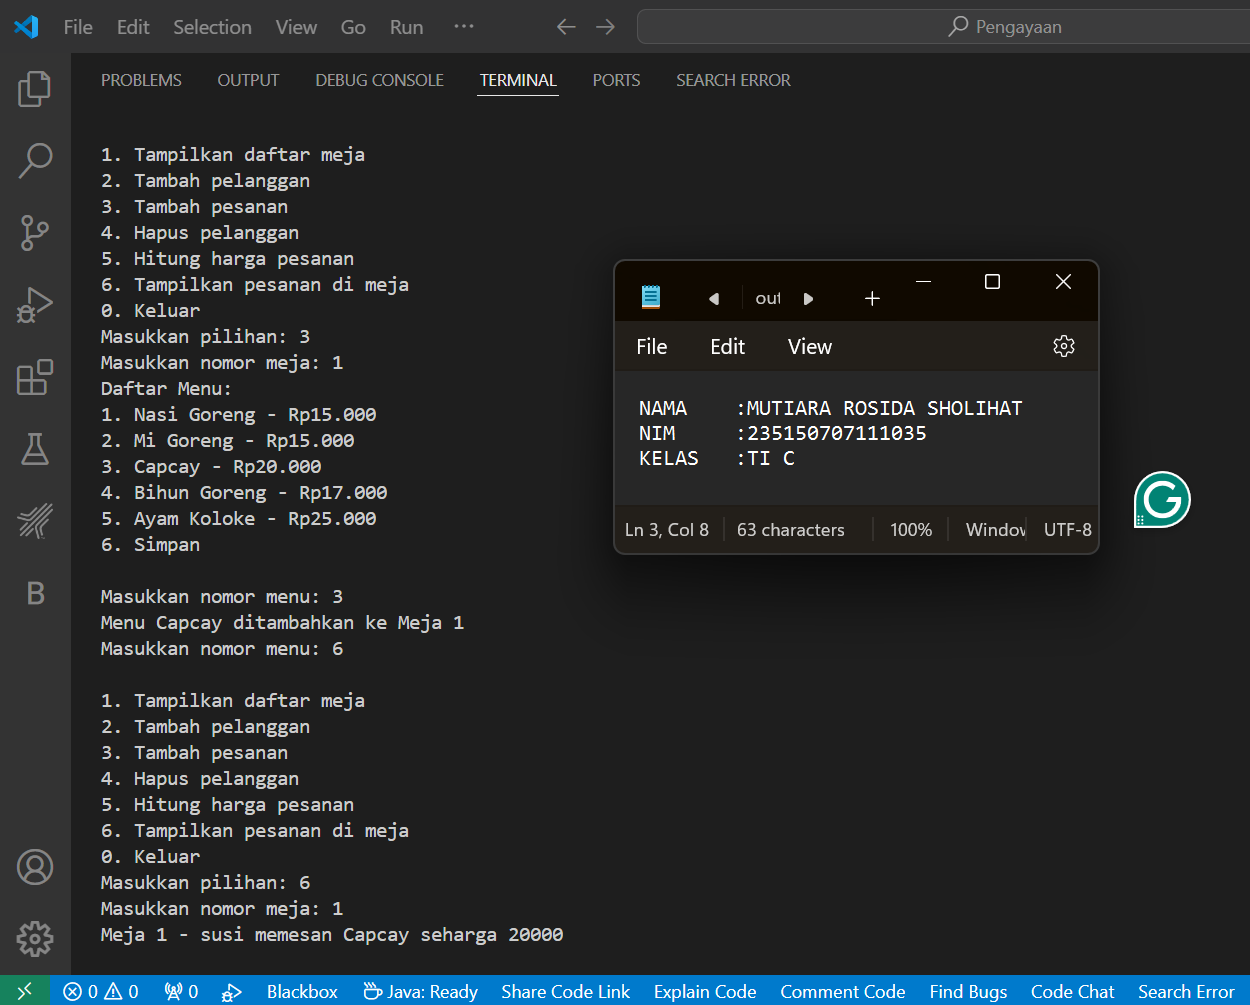 File Edit Selection View Go Run ··· Pengayaan
PROBLEMS OUTPUT DEBUG CONSOLE TERMINAL PORTS SEARCH ERROR
1. Tampilkan daftar meja
2. Tambah pelanggan
3. Tambah pesanan
4. Hapus pelanggan
5. Hitung harga pesanan
6. Tampilkan pesanan di meja
0. Keluar
Masukkan pilihan: 3
Masukkan nomor meja: 1
Daftar Menu:
1. Nasi Goreng - Rp15.000
2. Mi Goreng - Rp15.000
3. Capcay - Rp20.000
4. Bihun Goreng - Rp17.000
5. Ayam Koloke - Rp25.000
6. Simpan
Masukkan nomor menu: 3
Menu Capcay ditambahkan ke Meja 1
Masukkan nomor menu: 6
1. Tampilkan daftar meja
2. Tambah pelanggan
3. Tambah pesanan
4. Hapus pelanggan
5. Hitung harga pesanan
6. Tampilkan pesanan di meja
0. Keluar
Masukkan pilihan: 6
Masukkan nomor meja: 1
Meja 1 - susi memesan Capcay seharga 20000
out
File Edit View
NAMA :MUTIARA ROSIDA SHOLIHAT
NIM :235150707111035
KELAS :TI C
Ln 3, Col 8 63 characters 100% Window UTF-8
G
B
0 0 0 Blackbox Java: Ready Share Code Link Explain Code Comment Code Find Bugs Code Chat Search Error